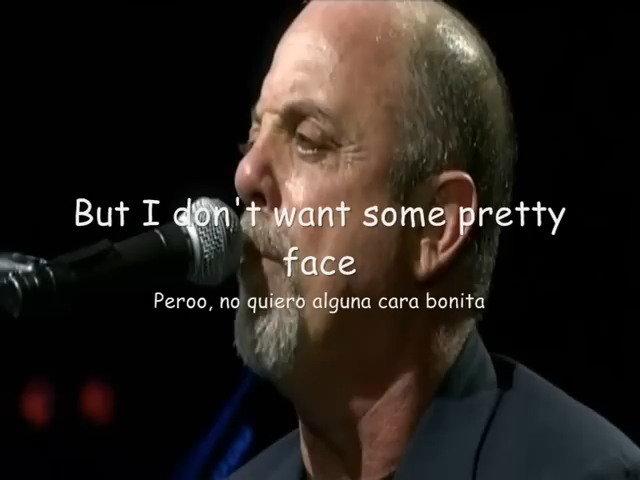 But I don't want some pretty
face
Peroo, no quiero alguna cara bonita